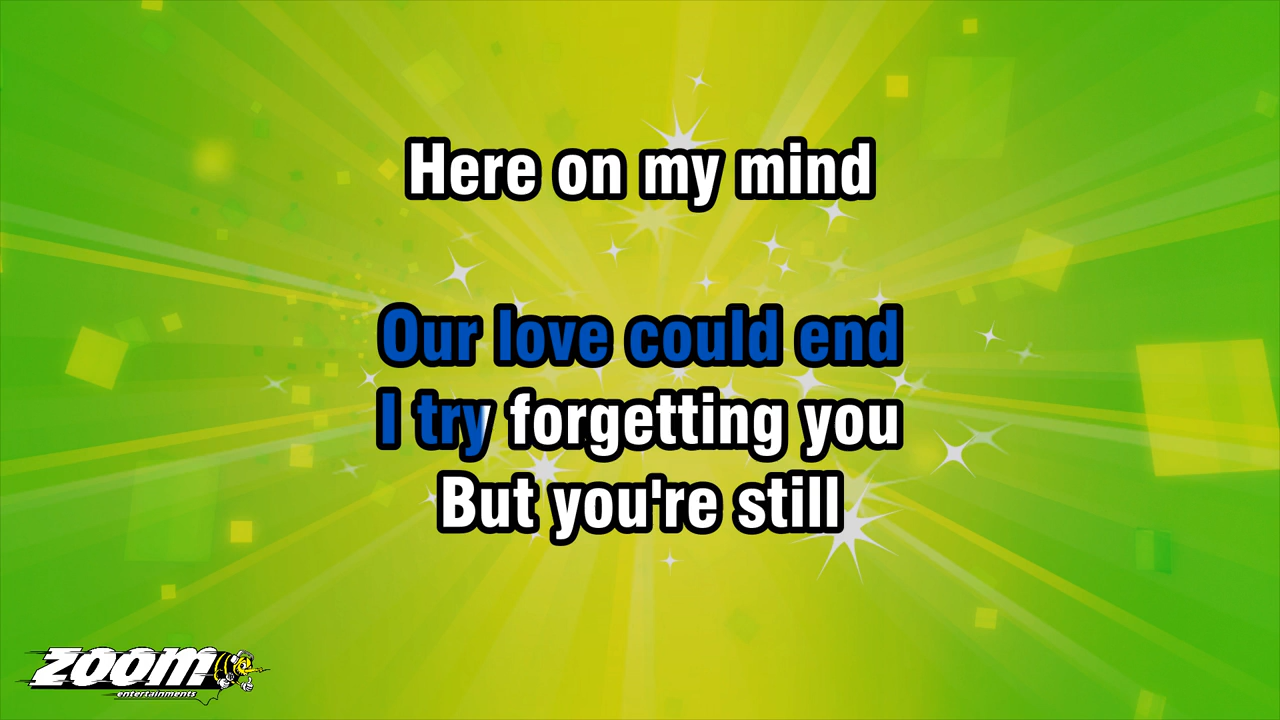 Here on my mind
Our love could end
I try forgetting you
But you're still
zoom
entertainments